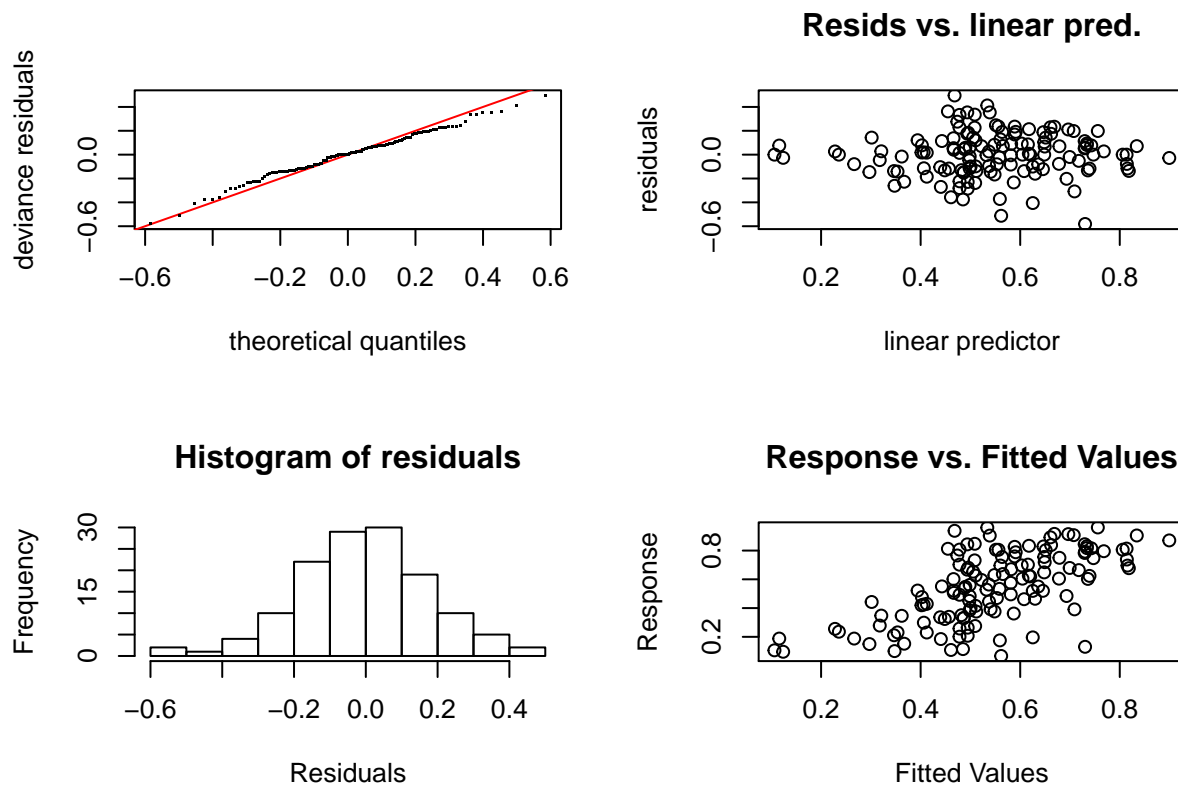 deviance residuals
−0.6
0.0
−0.6
−0.2
0.0
0.2
0.4
0.6
theoretical quantiles
Resids vs. linear pred.
residuals
−0.6
0.0
0.2
0.4
0.6
0.8
linear predictor
Histogram of residuals
Frequency
0
15
30
−0.6
−0.2
0.0
0.2
0.4
Residuals
Response vs. Fitted Values
Response
0.2
0.8
0.2
0.4
0.6
0.8
Fitted Values